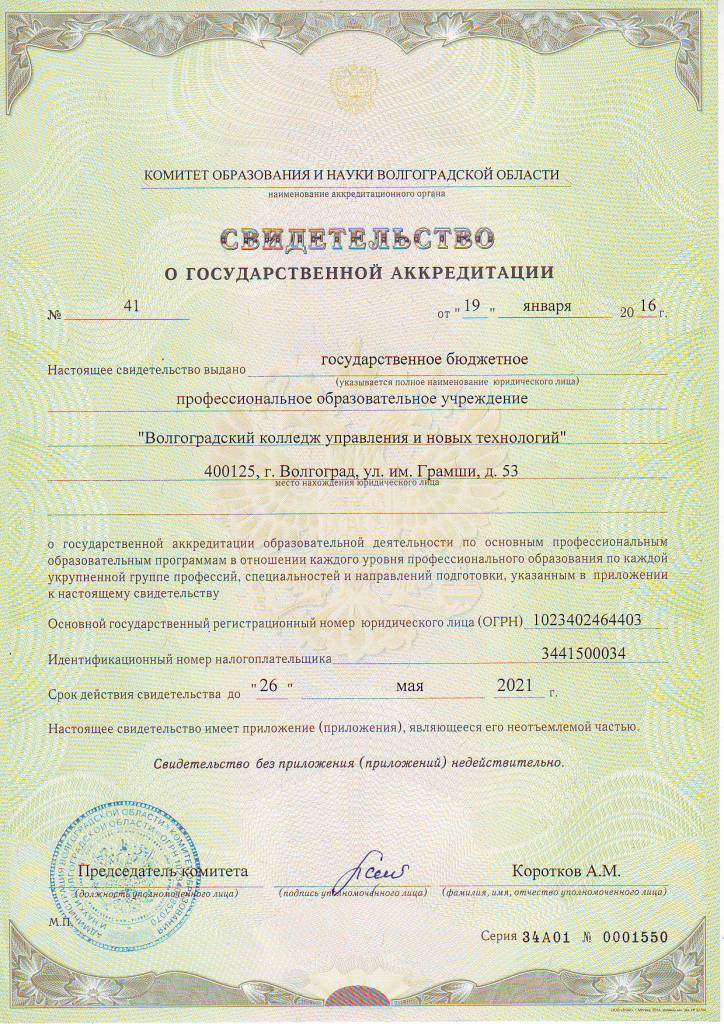 КОМИТЕТ ОБРАЗОВАНИЯ И НАУКИ ВОЛГОГРАДСКОЙ ОБЛАСТИ
наименование аккредитационного органа
СВИДЕТЕЛЬСТВО
О ГОСУДАРСТВЕННОЙ АККРЕДИТАЦИИ
№ 41 от "19" января 2016 г.
Настоящее свидетельство выдано государственное бюджетное
(указывается полное наименование юридического лица)
профессиональное образовательное учреждение
"Волгоградский колледж управления и новых технологий"
400125, г. Волгоград, ул. им. Грамши, д. 53
место нахождения юридического лица
о государственной аккредитации образовательной деятельности по основным профессиональным
образовательным программам в отношении каждого уровня профессионального образования по каждой
укрупненной группе профессий, специальностей и направлений подготовки, указанным в приложении
к настоящему свидетельству
Основной государственный регистрационный номер юридического лица (ОГРН) 1023402464403
Идентификационный номер налогоплательщика 3441500034
Срок действия свидетельства до "26" мая 2021 г.
Настоящее свидетельство имеет приложение (приложения), являющееся его неотъемлемой частью.
Свидетельство без приложения (приложений) недействительно.
Председатель комитета Коротков А.М.
(должность уполномоченного лица) (подпись уполномоченного лица) (фамилия, имя, отчество уполномоченного лица)
М.П.
Серия 34А01 № 0001550